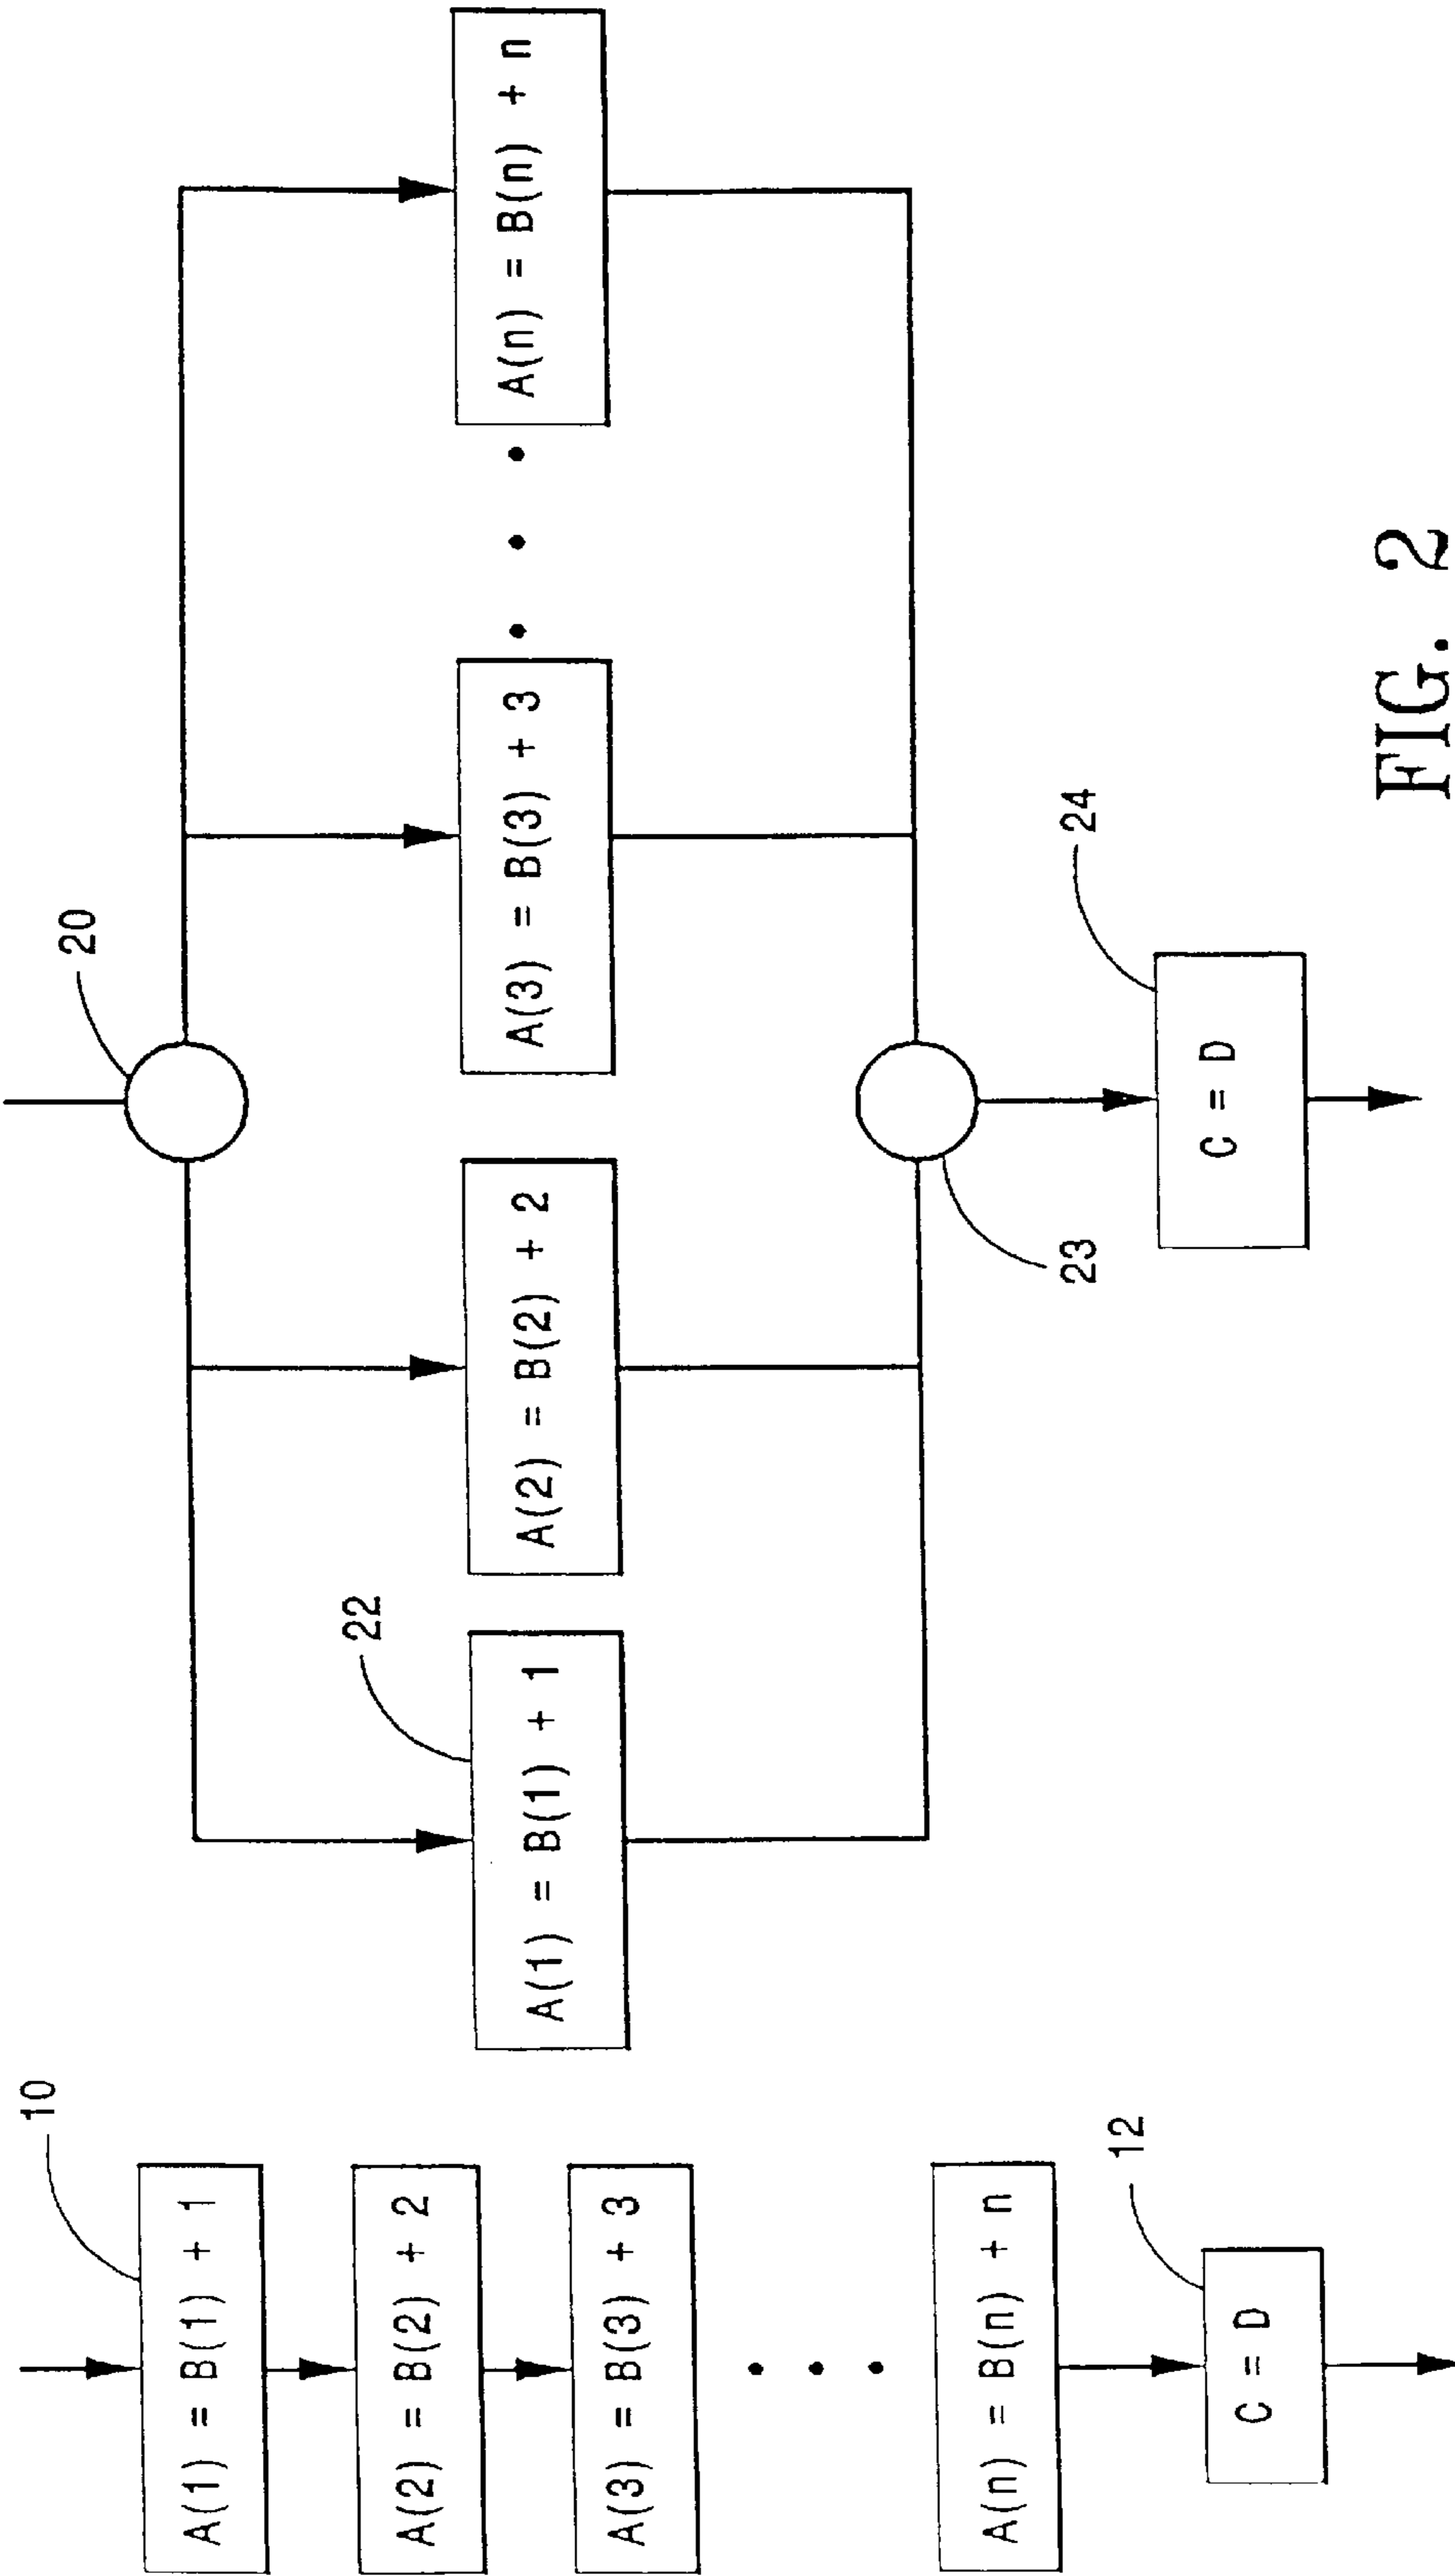 10
A(1) = B(1) + 1
A(2) = B(2) + 2
A(3) = B(3) + 3
A(n) = B(n) + n
12
C = D
20
22
A(1) = B(1) + 1
A(2) = B(2) + 2
A(3) = B(3) + 3
A(n) = B(n) + n
23
24
C = D
FIG. 2